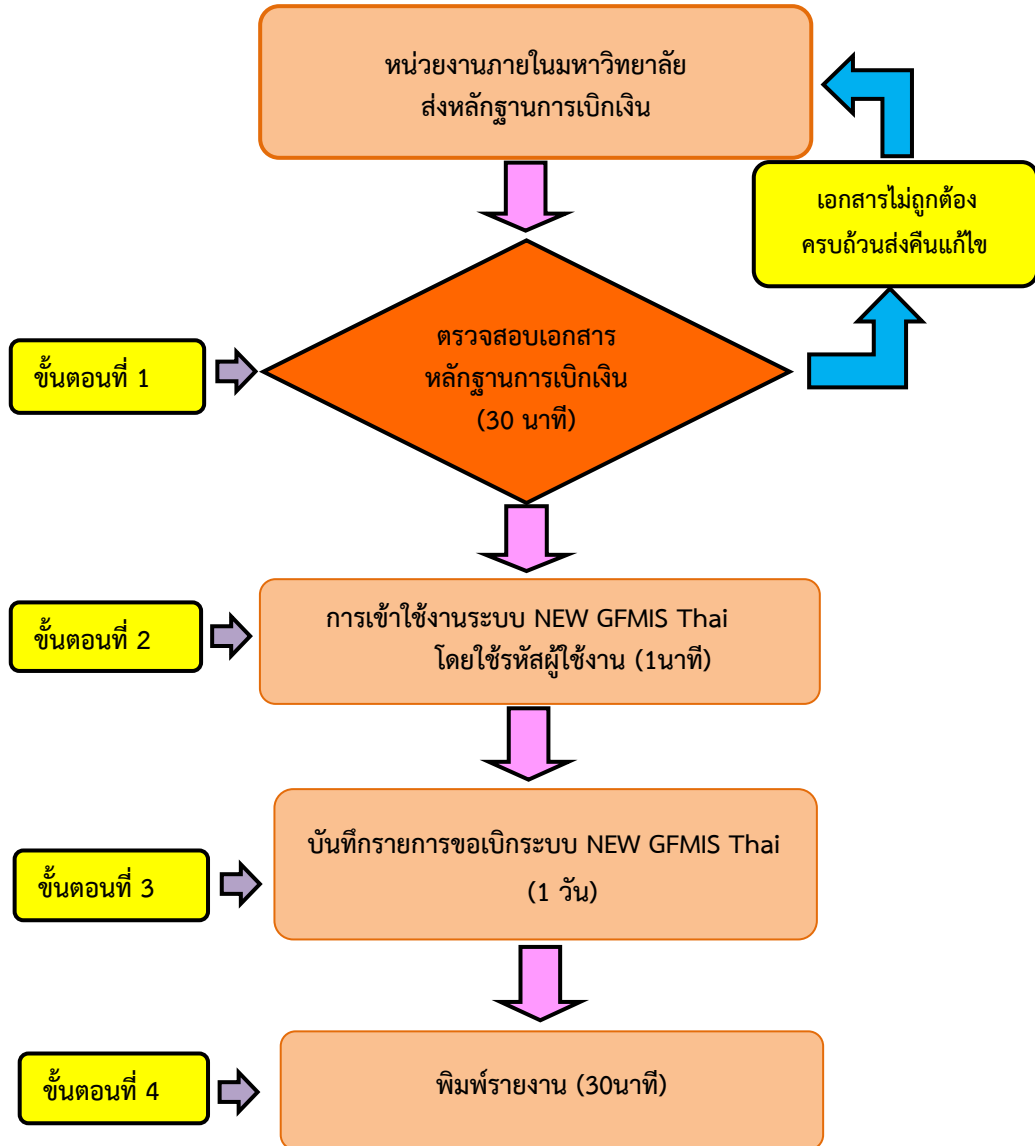 หน่วยงานภายในมหาวิทยาลัย
ส่งหลักฐานการเบิกเงิน
เอกสารไม่ถูกต้อง
ครบถ้วนส่งคืนแก้ไข
ขั้นตอนที่ 1
ตรวจสอบเอกสาร
หลักฐานการเบิกเงิน
(30 นาที)
ขั้นตอนที่ 2
การเข้าใช้งานระบบ NEW GFMIS Thai
โดยใช้รหัสผู้ใช้งาน (1นาที)
ขั้นตอนที่ 3
บันทึกรายการขอเบิกระบบ NEW GFMIS Thai
(1 วัน)
ขั้นตอนที่ 4
พิมพ์รายงาน (30นาที)